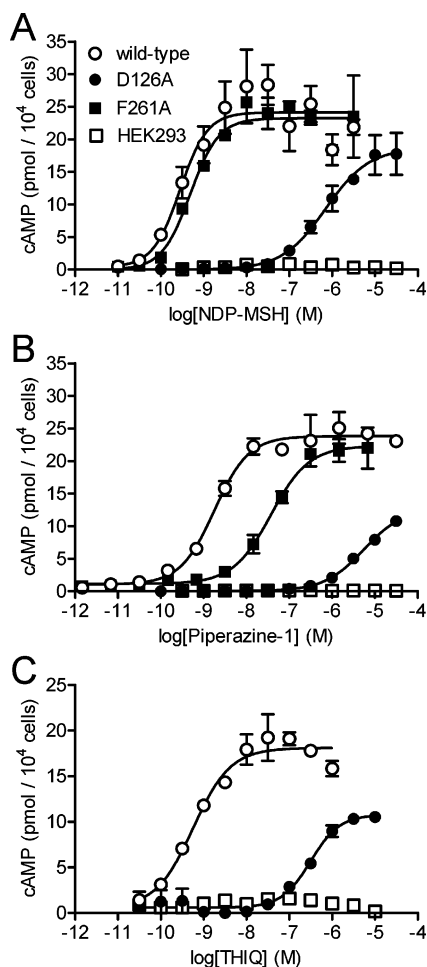 A
wild-type
D126A
F261A
HEK293
cAMP (pmol / 10⁴ cells)
35
30
25
20
15
10
5
0
-12 -11 -10 -9 -8 -7 -6 -5 -4
log[NDP-MSH] (M)
B
cAMP (pmol / 10⁴ cells)
35
30
25
20
15
10
5
0
-12 -11 -10 -9 -8 -7 -6 -5 -4
log[Piperazine-1] (M)
C
cAMP (pmol / 10⁴ cells)
25
20
15
10
5
0
-12 -11 -10 -9 -8 -7 -6 -5 -4
log[THIQ] (M)